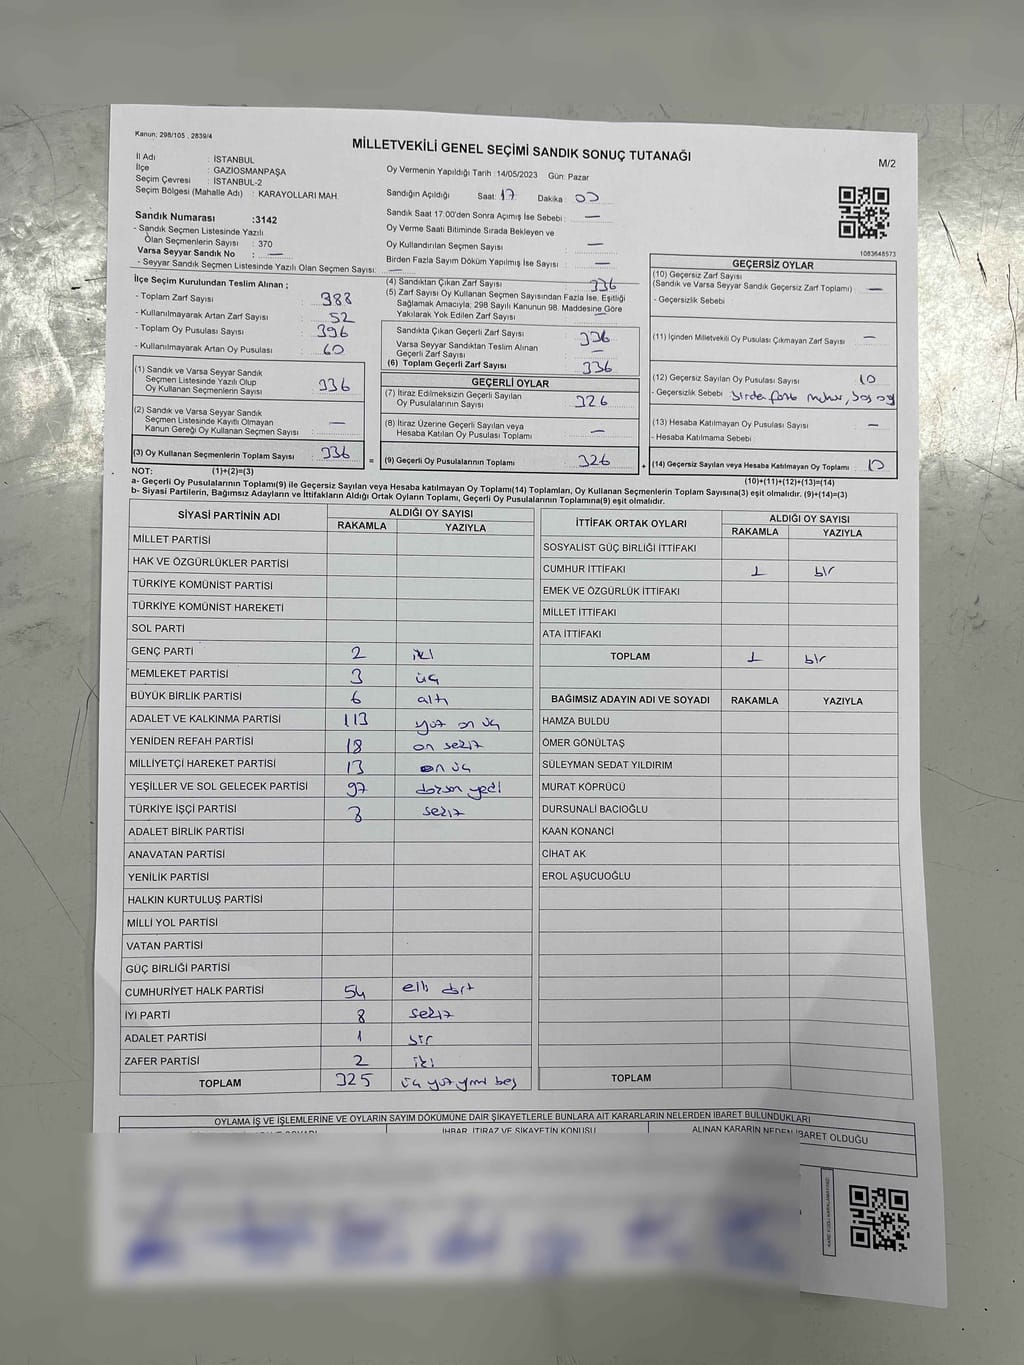 Kanun; 298/105 , 2839/4
MİLLETVEKİLİ GENEL SEÇİMİ SANDIK SONUÇ TUTANAĞI
M/2
İl Adı : İSTANBUL
İlçe : GAZİOSMANPAŞA
Seçim Çevresi : İSTANBUL-2
Seçim Bölgesi (Mahalle Adı) : KARAYOLLARI MAH.
Oy Vermenin Yapıldığı Tarih :14/05/2023 Gün: Pazar
Sandığın Açıldığı Saat: 17 Dakika: 00
Sandık Saat 17:00'den Sonra Açımış İse Sebebi : —
Oy Verme Saati Bitiminde Sırada Bekleyen ve
Oy Kullandırılan Seçmen Sayısı : —
Birden Fazla Sayım Döküm Yapılmış İse Sayısı : —
Sandık Numarası :3142
- Sandık Seçmen Listesinde Yazılı
Olan Seçmenlerin Sayısı : 370
Varsa Seyyar Sandık No : —
- Seyyar Sandık Seçmen Listesinde Yazılı Olan Seçmen Sayısı: —
1083648573
İlçe Seçim Kurulundan Teslim Alınan ;
- Toplam Zarf Sayısı : 388
- Kullanılmayarak Artan Zarf Sayısı : 52
- Toplam Oy Pusulası Sayısı : 396
- Kullanılmayarak Artan Oy Pusulası : 60
(1) Sandık ve Varsa Seyyar Sandık
Seçmen Listesinde Yazılı Olup
Oy Kullanan Seçmenlerin Sayısı : 336
(2) Sandık ve Varsa Seyyar Sandık
Seçmen Listesinde Kayıtlı Olmayan
Kanun Gereği Oy Kullanan Seçmen Sayısı : —
(3) Oy Kullanan Seçmenlerin Toplam Sayısı : 336
(4) Sandıktan Çıkan Zarf Sayısı : 336
(5) Zarf Sayısı Oy Kullanan Seçmen Sayısından Fazla İse, Eşitliği
Sağlamak Amacıyla, 298 Sayılı Kanunun 98. Maddesine Göre
Yakılarak Yok Edilen Zarf Sayısı : —
Sandıkta Çıkan Geçerli Zarf Sayısı : 336
Varsa Seyyar Sandıktan Teslim Alınan
Geçerli Zarf Sayısı : —
(6) Toplam Geçerli Zarf Sayısı : 336
GEÇERLİ OYLAR
(7) İtiraz Edilmeksizin Geçerli Sayılan
Oy Pusulalarının Sayısı : 326
(8) İtiraz Üzerine Geçerli Sayılan veya
Hesaba Katılan Oy Pusulası Toplamı : —
= (9) Geçerli Oy Pusulalarının Toplamı : 326
GEÇERSİZ OYLAR
(10) Geçersiz Zarf Sayısı
(Sandık ve Varsa Seyyar Sandık Geçersiz Zarf Toplamı) : —
- Geçersizlik Sebebi
(11) İçinden Milletvekili Oy Pusulası Çıkmayan Zarf Sayısı : —
(12) Geçersiz Sayılan Oy Pusulası Sayısı : 10
- Geçersizlik Sebebi : birden fazla mühür, boş oy
(13) Hesaba Katılmayan Oy Pusulası Sayısı : —
- Hesaba Katılmama Sebebi :
+ (14) Geçersiz Sayılan veya Hesaba Katılmayan Oy Toplamı : 10
NOT: (1)+(2)=(3) (10)+(11)+(12)+(13)=(14)
a- Geçerli Oy Pusulalarının Toplamı(9) ile Geçersiz Sayılan veya Hesaba katılmayan Oy Toplamı(14) Toplamları, Oy Kullanan Seçmenlerin Toplam Sayısına(3) eşit olmalıdır. (9)+(14)=(3)
b- Siyasi Partilerin, Bağımsız Adayların ve İttifakların Aldığı Ortak Oyların Toplamı, Geçerli Oy Pusulalarının Toplamına(9) eşit olmalıdır.
SİYASİ PARTİNİN ADI ALDIĞI OY SAYISI
RAKAMLA YAZIYLA
MİLLET PARTİSİ
HAK VE ÖZGÜRLÜKLER PARTİSİ
TÜRKİYE KOMÜNİST PARTİSİ
TÜRKİYE KOMÜNİST HAREKETİ
SOL PARTİ
GENÇ PARTİ 2 iki
MEMLEKET PARTİSİ 3 üç
BÜYÜK BİRLİK PARTİSİ 6 altı
ADALET VE KALKINMA PARTİSİ 113 yüz on üç
YENİDEN REFAH PARTİSİ 18 on sekiz
MİLLİYETÇİ HAREKET PARTİSİ 13 on üç
YEŞİLLER VE SOL GELECEK PARTİSİ 97 doksan yedi
TÜRKİYE İŞÇİ PARTİSİ 8 sekiz
ADALET BİRLİK PARTİSİ
ANAVATAN PARTİSİ
YENİLİK PARTİSİ
HALKIN KURTULUŞ PARTİSİ
MİLLİ YOL PARTİSİ
VATAN PARTİSİ
GÜÇ BİRLİĞİ PARTİSİ
CUMHURİYET HALK PARTİSİ 54 elli dört
İYİ PARTİ 8 sekiz
ADALET PARTİSİ 1 bir
ZAFER PARTİSİ 2 iki
TOPLAM 325 üç yüz yirmi beş
İTTİFAK ORTAK OYLARI ALDIĞI OY SAYISI
RAKAMLA YAZIYLA
SOSYALİST GÜÇ BİRLİĞİ İTTİFAKI
CUMHUR İTTİFAKI 1 bir
EMEK VE ÖZGÜRLÜK İTTİFAKI
MİLLET İTTİFAKI
ATA İTTİFAKI
TOPLAM 1 bir
BAĞIMSIZ ADAYIN ADI VE SOYADI RAKAMLA YAZIYLA
HAMZA BULDU
ÖMER GÖNÜLTAŞ
SÜLEYMAN SEDAT YILDIRIM
MURAT KÖPRÜCÜ
DURSUNALİ BACIOĞLU
KAAN KONANCİ
CİHAT AK
EROL AŞUCUOĞLU
TOPLAM
OYLAMA İŞ VE İŞLEMLERİNE VE OYLARIN SAYIM DÖKÜMÜNE DAİR ŞİKAYETLERLE BUNLARA AİT KARARLARIN NELERDEN İBARET BULUNDUKLARI
İHBAR, İTİRAZ VE ŞİKAYETİN KONUSU ALINAN KARARIN NEDEN İBARET OLDUĞU